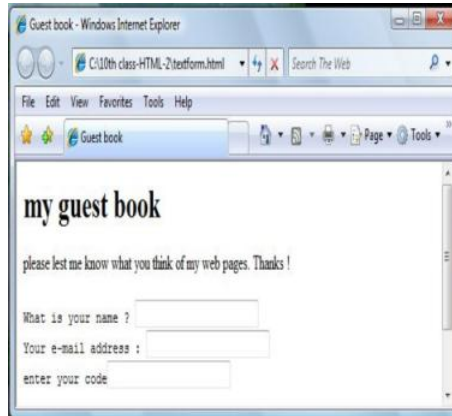 Guest book - Windows Internet Explorer
C:\10th class-HTML-2\textform.html
Search The Web
File Edit View Favorites Tools Help
Guest book
Page Tools
my guest book
please lest me know what you think of my web pages. Thanks !
What is your name ?
Your e-mail address :
enter your code